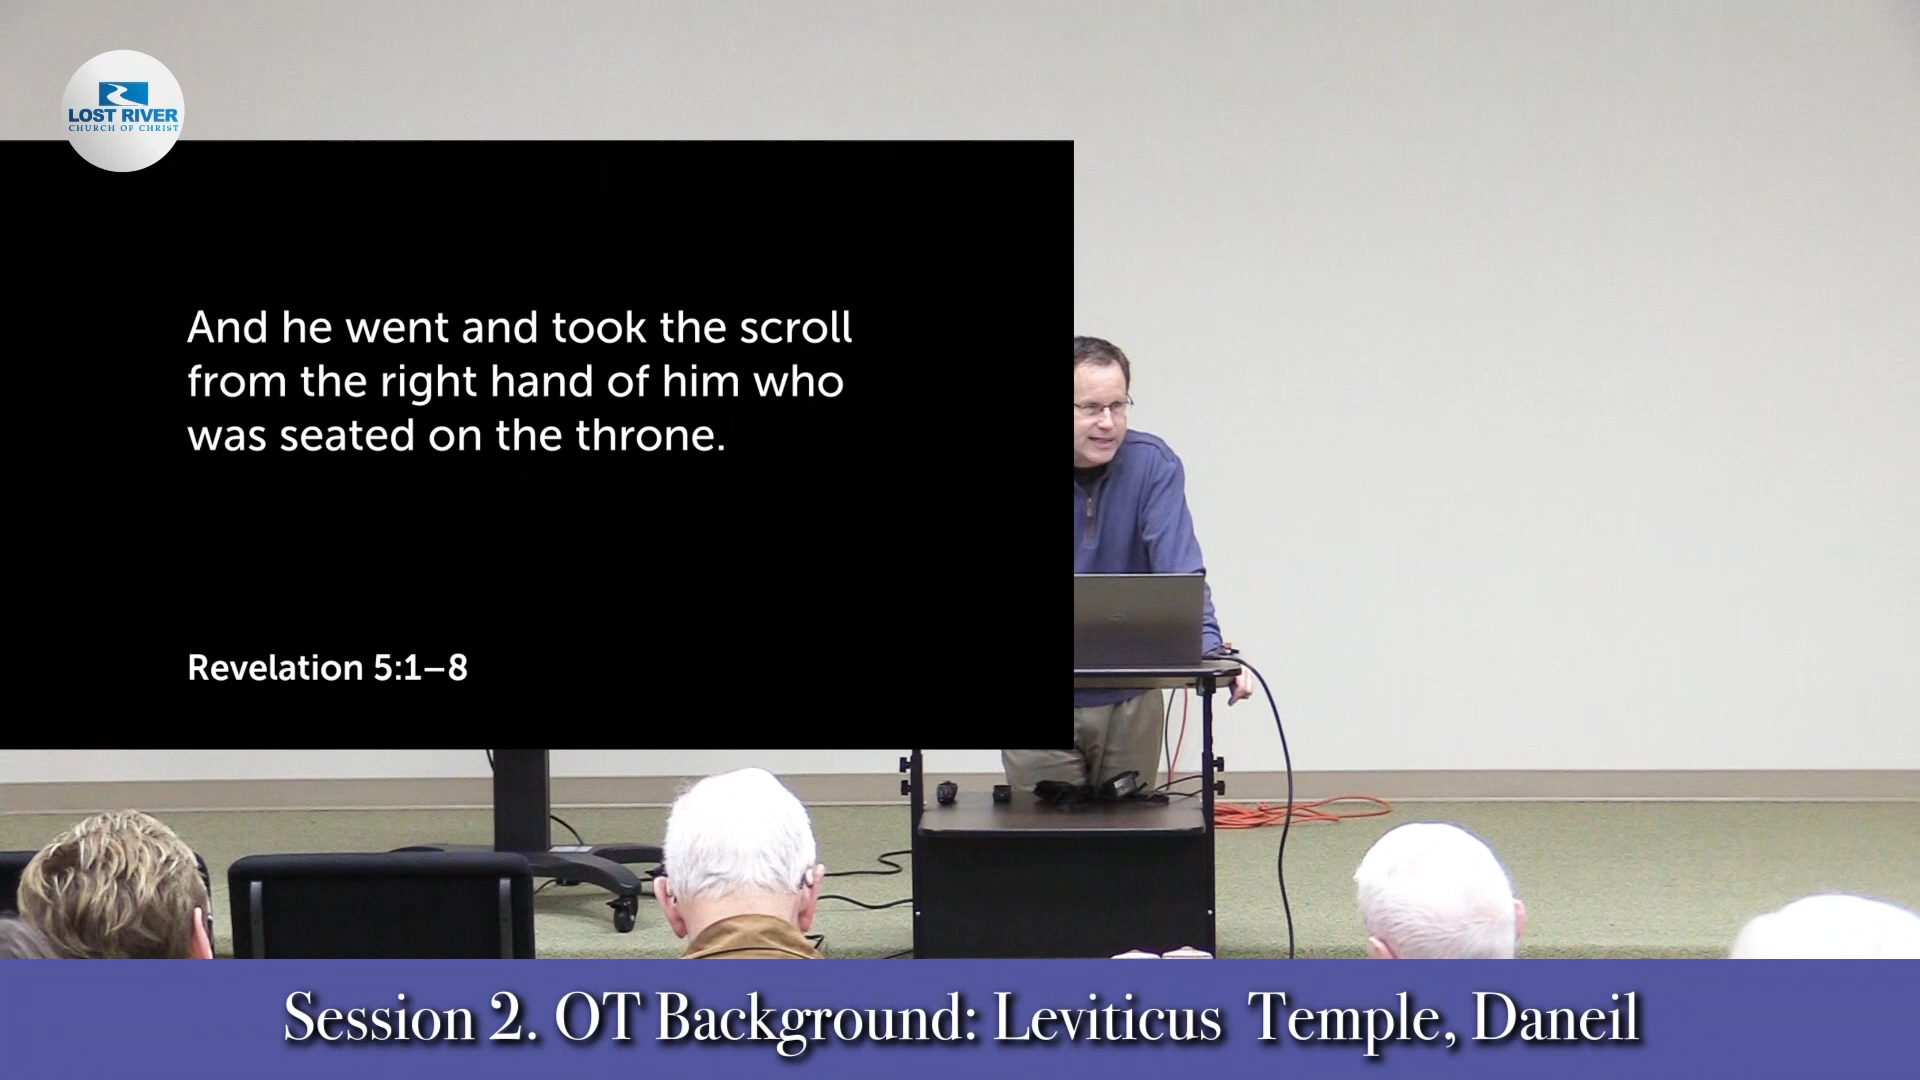 LOST RIVER
CHURCH OF CHRIST
And he went and took the scroll
from the right hand of him who
was seated on the throne.
Revelation 5:1–8
Session 2. OT Background: Leviticus Temple, Daneil